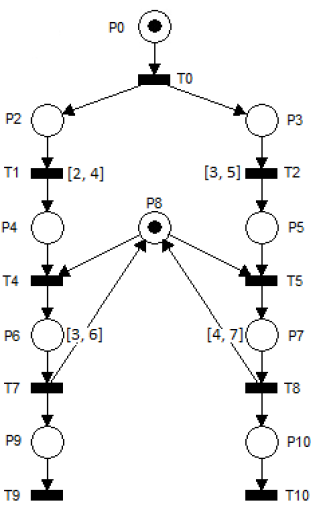 P0
T0
P2
P3
T1
[2, 4]
[3, 5]
T2
P8
P4
P5
T4
T5
P6
[3, 6]
[4, 7]
P7
T7
T8
P9
P10
T9
T10